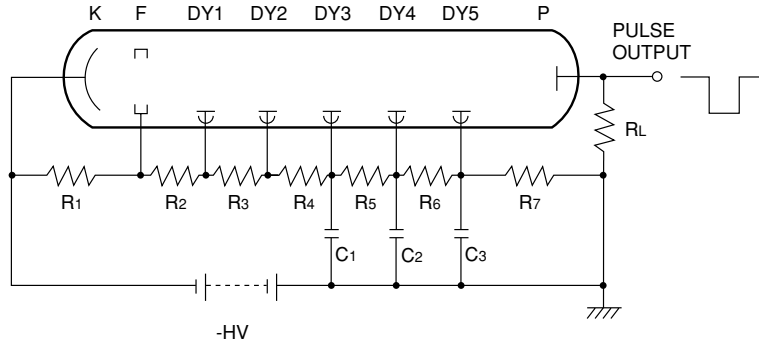 K F DY1 DY2 DY3 DY4 DY5 P
PULSE
OUTPUT
RL
R1 R2 R3 R4 R5 R6 R7
C1 C2 C3
-HV